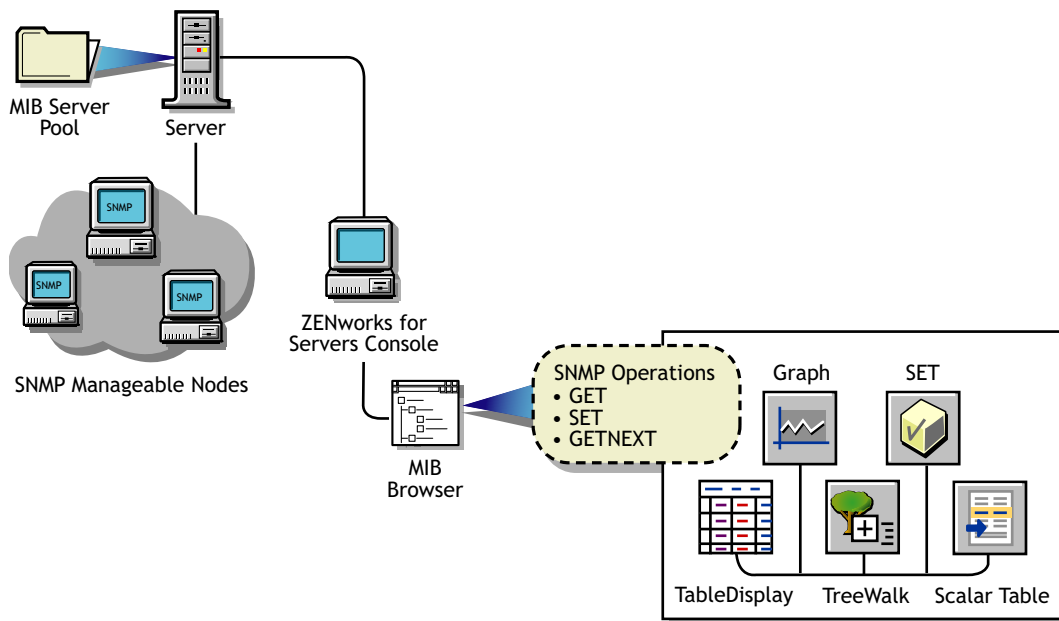 MIB Server
Pool
Server
SNMP
SNMP
SNMP
SNMP Manageable Nodes
ZENworks for
Servers Console
MIB
Browser
SNMP Operations
• GET
• SET
• GETNEXT
Graph
SET
TableDisplay
TreeWalk
Scalar Table